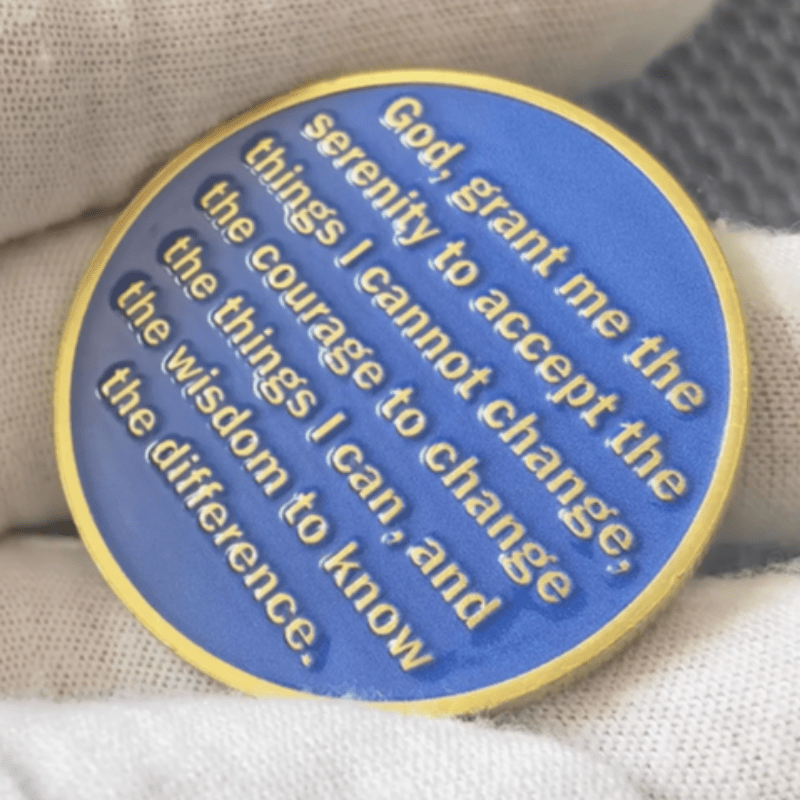 God, grant me the
serenity to accept the
things I cannot change,
the courage to change
the things I can, and
the wisdom to know
the difference.